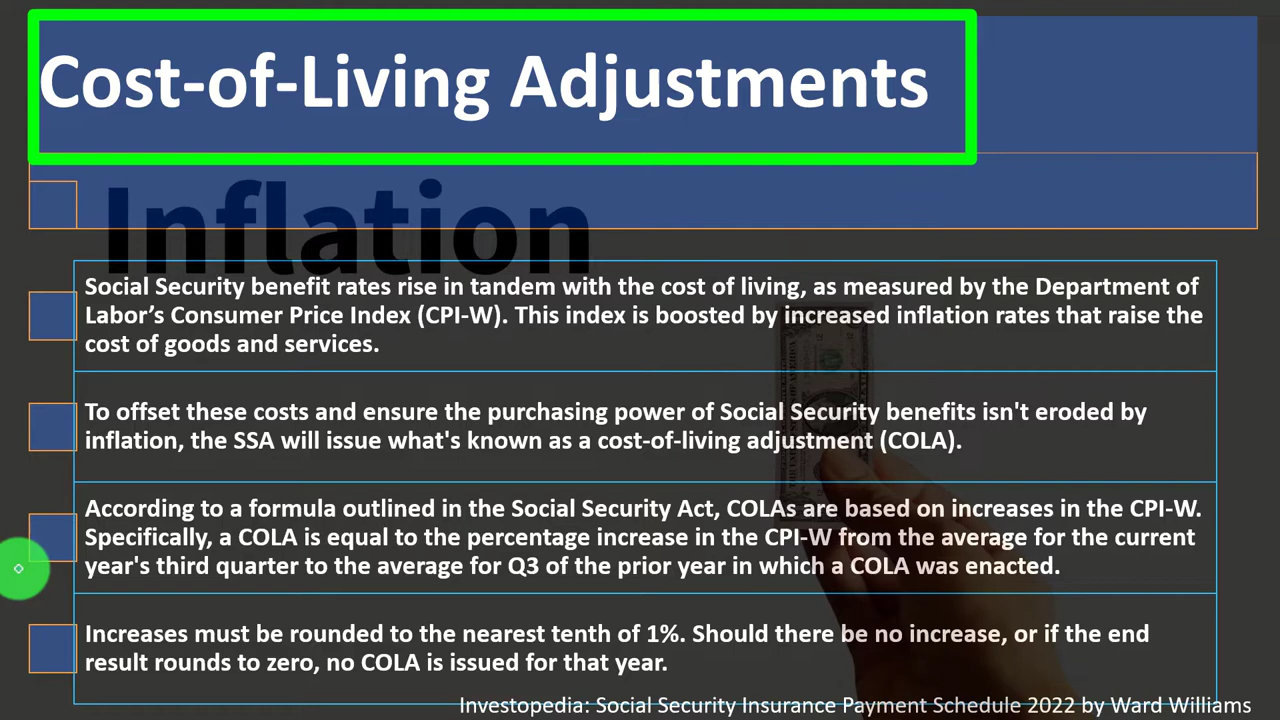 Cost-of-Living Adjustments
Inflation
Social Security benefit rates rise in tandem with the cost of living, as measured by the Department of
Labor’s Consumer Price Index (CPI-W). This index is boosted by increased inflation rates that raise the
cost of goods and services.
To offset these costs and ensure the purchasing power of Social Security benefits isn't eroded by
inflation, the SSA will issue what's known as a cost-of-living adjustment (COLA).
According to a formula outlined in the Social Security Act, COLAs are based on increases in the CPI-W.
Specifically, a COLA is equal to the percentage increase in the CPI-W from the average for the current
year's third quarter to the average for Q3 of the prior year in which a COLA was enacted.
Increases must be rounded to the nearest tenth of 1%. Should there be no increase, or if the end
result rounds to zero, no COLA is issued for that year.
Investopedia: Social Security Insurance Payment Schedule 2022 by Ward Williams